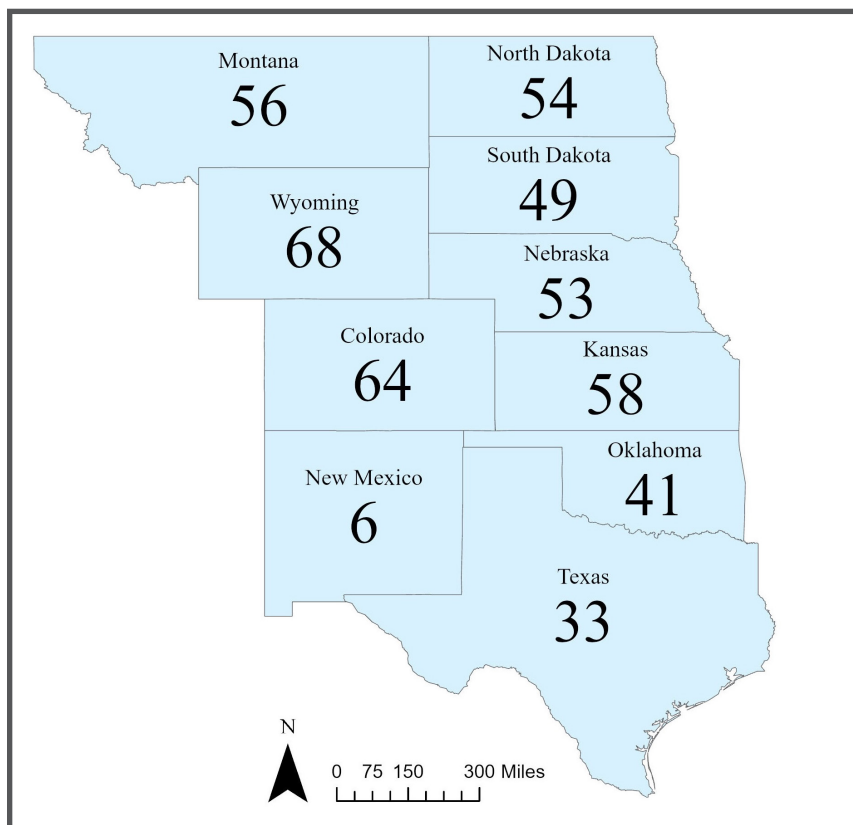 Montana
56
North Dakota
54
South Dakota
49
Wyoming
68
Nebraska
53
Colorado
64
Kansas
58
New Mexico
6
Oklahoma
41
Texas
33
N
0 75 150 300 Miles